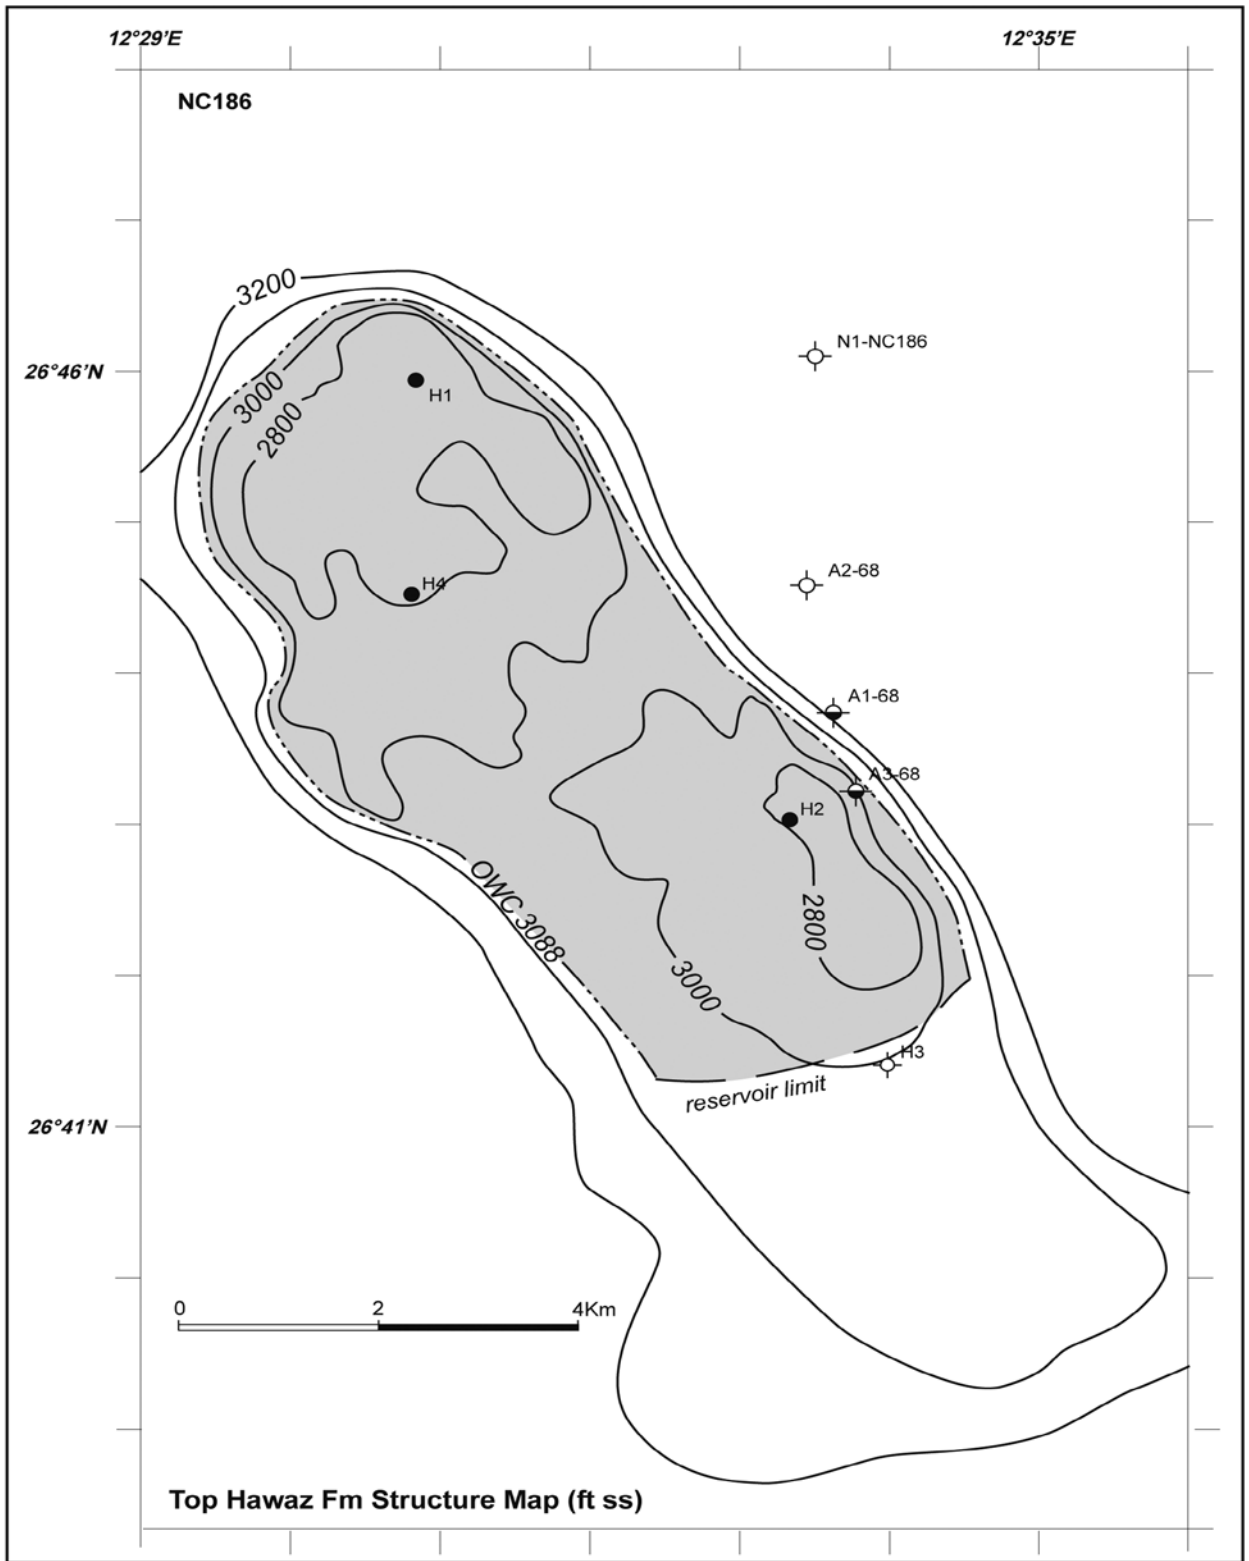 12°29'E
12°35'E
NC186
3200
N1-NC186
26°46'N
H1
3000
2800
A2-68
H4
A1-68
A3-68
H2
OWC 3088
2800
3000
H3
reservoir limit
26°41'N
0 2 4Km
Top Hawaz Fm Structure Map (ft ss)